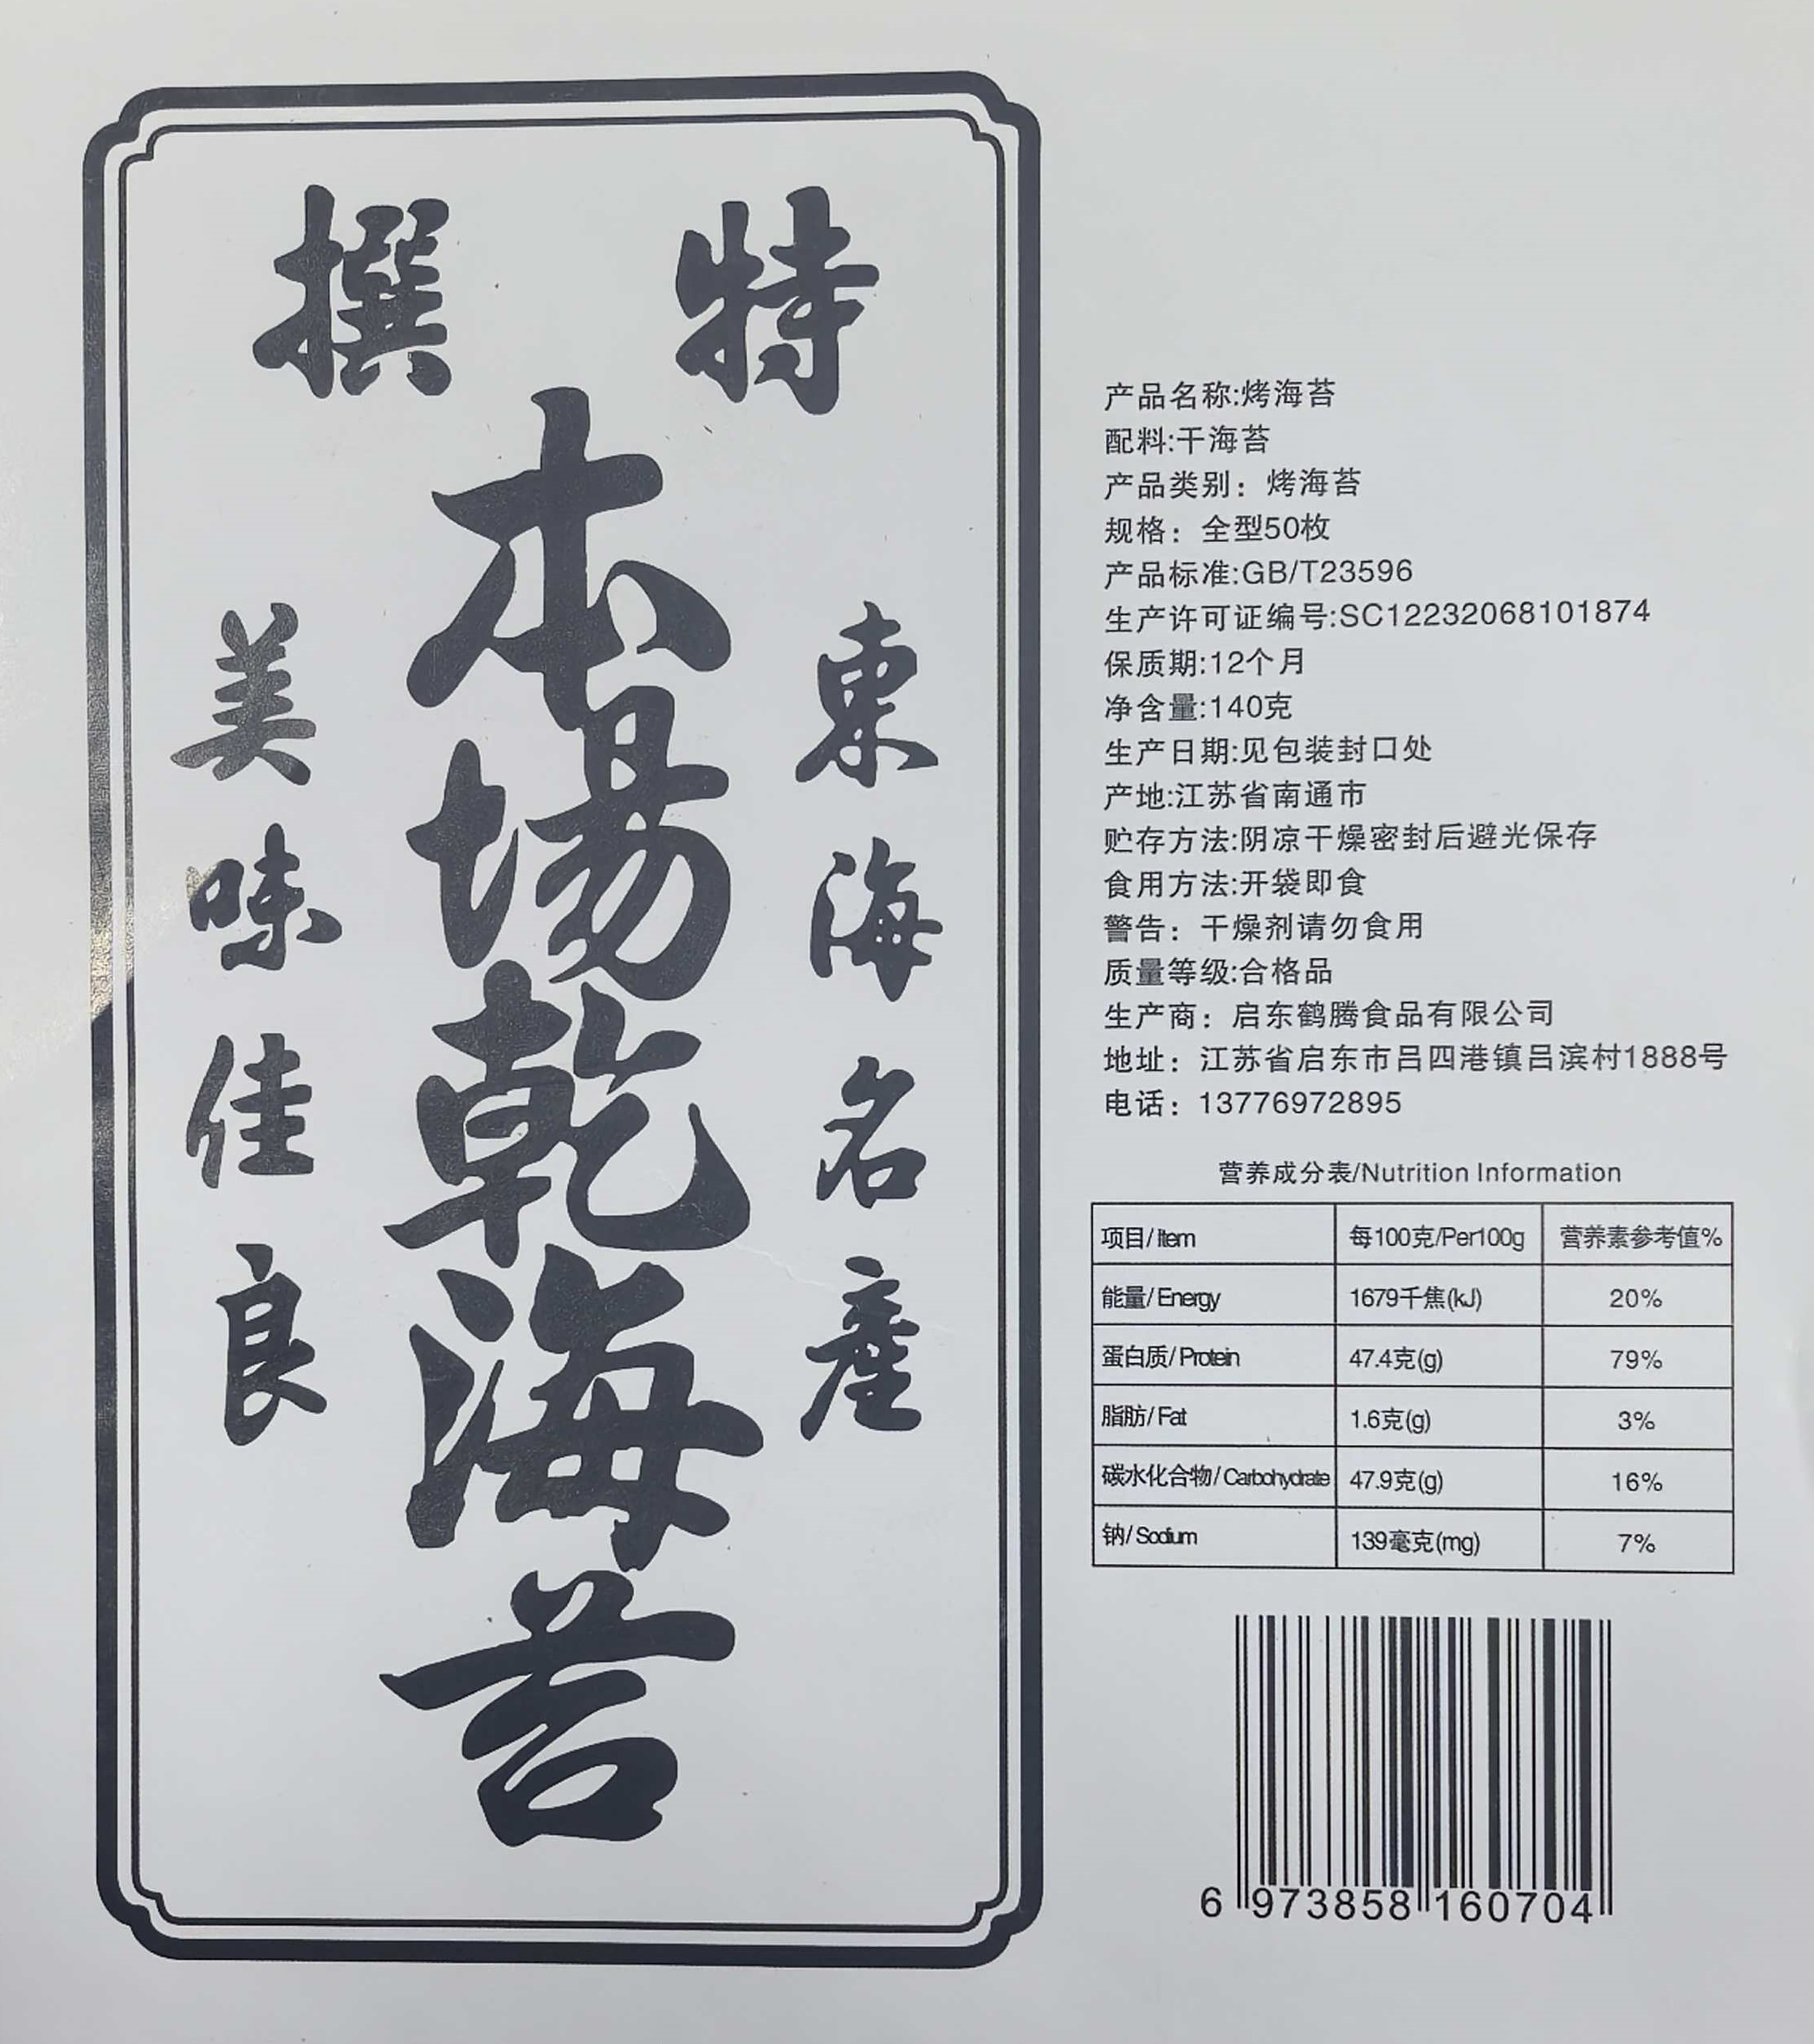 特撰
東海名産
本場乾海苔
美味佳良
产品名称:烤海苔
配料:干海苔
产品类别：烤海苔
规格：全型50枚
产品标准:GB/T23596
生产许可证编号:SC12232068101874
保质期:12个月
净含量:140克
生产日期:见包装封口处
产地:江苏省南通市
贮存方法:阴凉干燥密封后避光保存
食用方法:开袋即食
警告：干燥剂请勿食用
质量等级:合格品
生产商：启东鹤腾食品有限公司
地址：江苏省启东市吕四港镇吕滨村1888号
电话：13776972895
营养成分表/Nutrition Information
项目/Item 每100克/Per100g 营养素参考值%
能量/Energy 1679千焦(kJ) 20%
蛋白质/Protein 47.4克(g) 79%
脂肪/Fat 1.6克(g) 3%
碳水化合物/Carbohydrate 47.9克(g) 16%
钠/Sodium 139毫克(mg) 7%
6 973858 160704